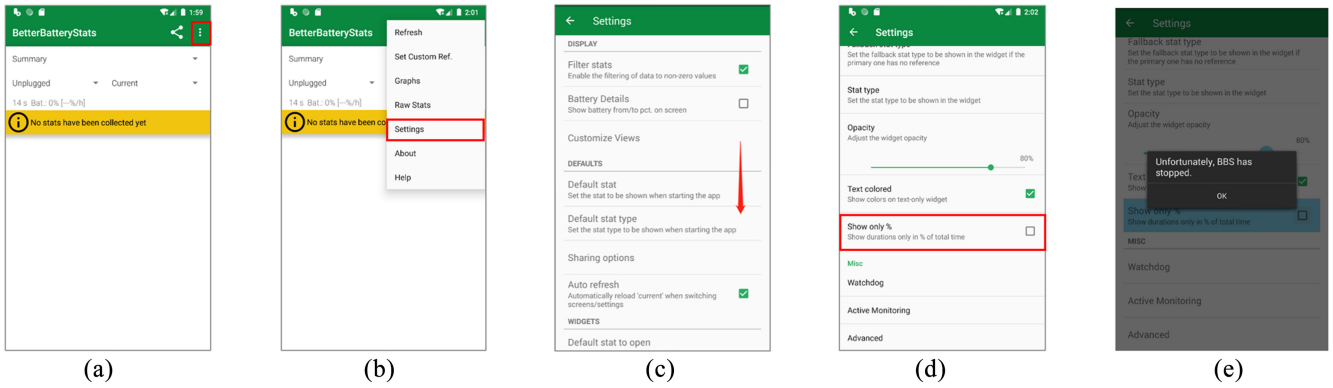 1:59
BetterBatteryStats
Summary
Unplugged
Current
14 s Bat.: 0% [--%/h]
No stats have been collected yet
(a)
2:01
BetterBatteryStats
Summary
Unplugged
14 s Bat.: 0% [--%/h]
No stats have been co
Refresh
Set Custom Ref.
Graphs
Raw Stats
Settings
About
Help
(b)
Settings
DISPLAY
Filter stats
Enable the filtering of data to non-zero values
Battery Details
Show battery from/to pct. on screen
Customize Views
DEFAULTS
Default stat
Set the stat to be shown when starting the app
Default stat type
Set the stat type to be shown when starting the app
Sharing options
Auto refresh
Automatically reload 'current' when switching
screens/settings
WIDGETS
Default stat to open
(c)
2:02
Settings
Fallback stat type
Set the fallback stat type to be shown in the widget if the
primary one has no reference
Stat type
Set the stat type to be shown in the widget
Opacity
Adjust the widget opacity
80%
Text colored
Show colors on text-only widget
Show only %
Show durations only in % of total time
Misc
Watchdog
Active Monitoring
Advanced
(d)
Settings
Fallback stat type
Set the fallback stat type to be shown in the widget if
the primary one has no reference
Stat type
Set the stat type to be shown in the widget
Opacity
Adjust the widget opacity
80%
Unfortunately, BBS has
stopped.
OK
Text
Show
Show only %
Show durations only in % of total time
MISC
Watchdog
Active Monitoring
Advanced
(e)